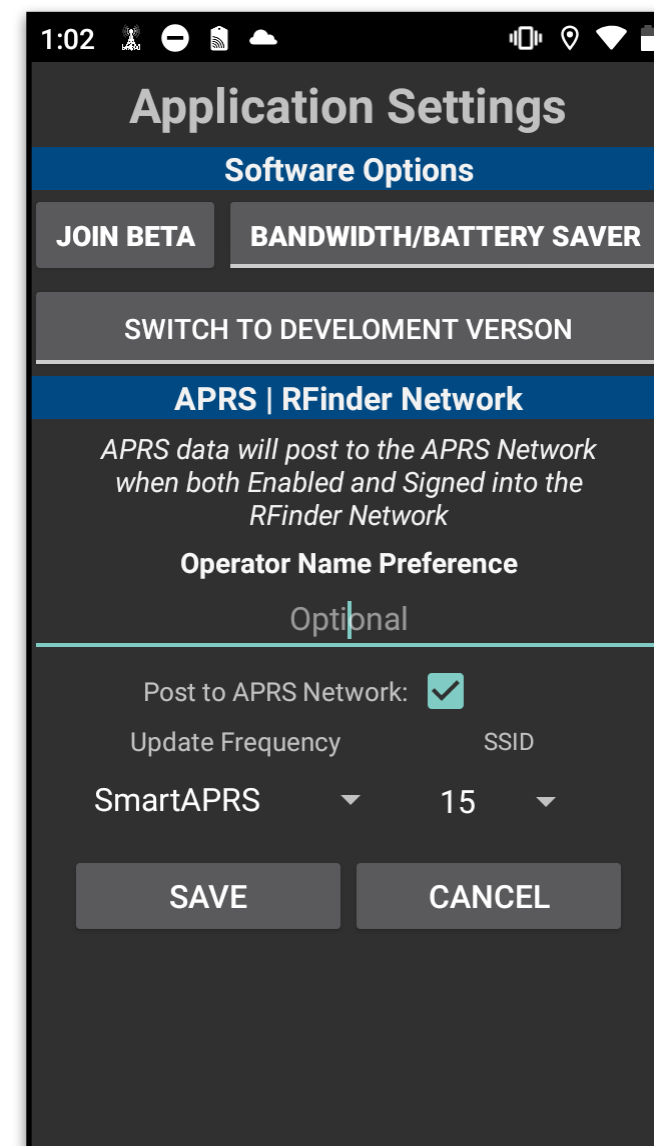 1:02
Application Settings
Software Options
JOIN BETA BANDWIDTH/BATTERY SAVER
SWITCH TO DEVELOMENT VERSON
APRS | RFinder Network
APRS data will post to the APRS Network
when both Enabled and Signed into the
RFinder Network
Operator Name Preference
Optional
Post to APRS Network:
Update Frequency SSID
SmartAPRS 15
SAVE CANCEL